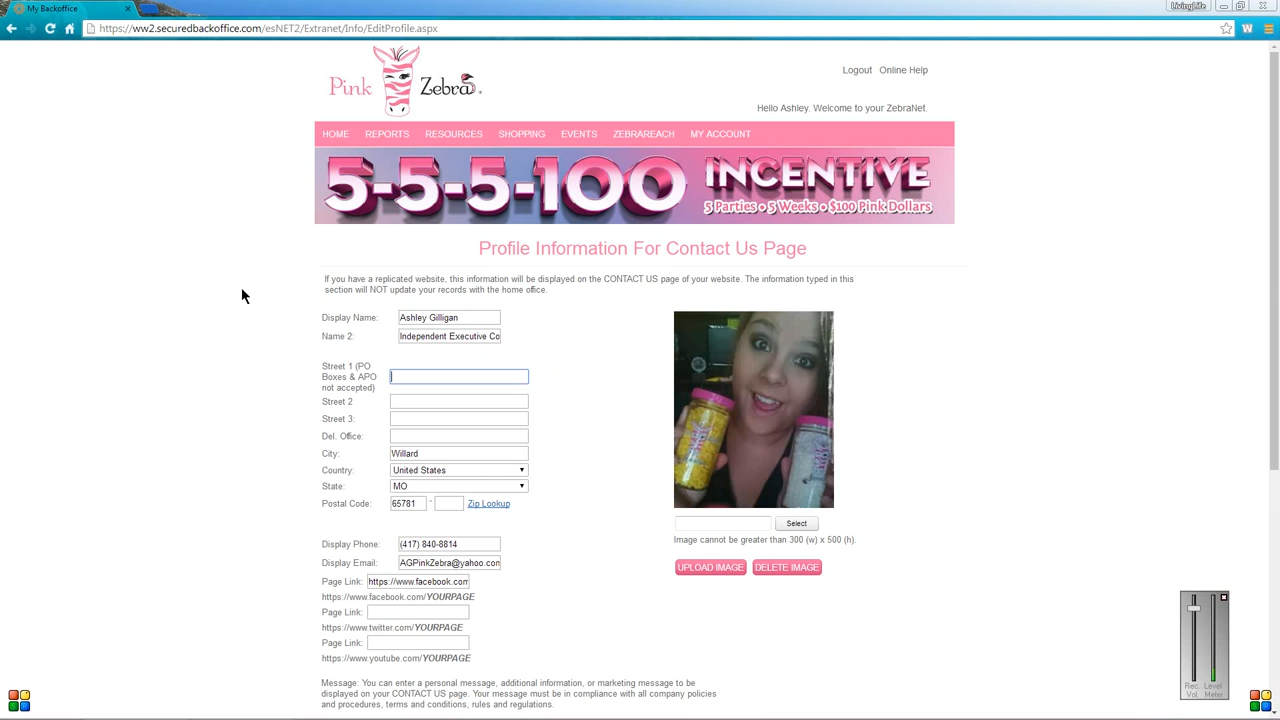 My Backoffice
LivingLife
https://ww2.securedbackoffice.com/esNET2/Extranet/Info/EditProfile.aspx
Pink Zebra
Logout Online Help
Hello Ashley. Welcome to your ZebraNet.
HOME REPORTS RESOURCES SHOPPING EVENTS ZEBRAREACH MY ACCOUNT
5-5-5-100 INCENTIVE
5 Parties • 5 Weeks • $100 Pink Dollars
Profile Information For Contact Us Page
If you have a replicated website, this information will be displayed on the CONTACT US page of your website. The information typed in this
section will NOT update your records with the home office.
Display Name: Ashley Gilligan
Name 2: Independent Executive Co
Street 1 (PO
Boxes & APO
not accepted)
Street 2
Street 3:
Del. Office:
City: Willard
Country: United States
State: MO
Postal Code: 65781 - Zip Lookup
Select
Image cannot be greater than 300 (w) x 500 (h).
UPLOAD IMAGE DELETE IMAGE
Display Phone: (417) 840-8814
Display Email: AGPinkZebra@yahoo.con
Page Link: https://www.facebook.com
https://www.facebook.com/YOURPAGE
Page Link:
https://www.twitter.com/YOURPAGE
Page Link:
https://www.youtube.com/YOURPAGE
Message: You can enter a personal message, additional information, or marketing message to be
displayed on your CONTACT US page. Your message must be in compliance with all company policies
and procedures, terms and conditions, rules and regulations.
Rec. Vol Level Meter